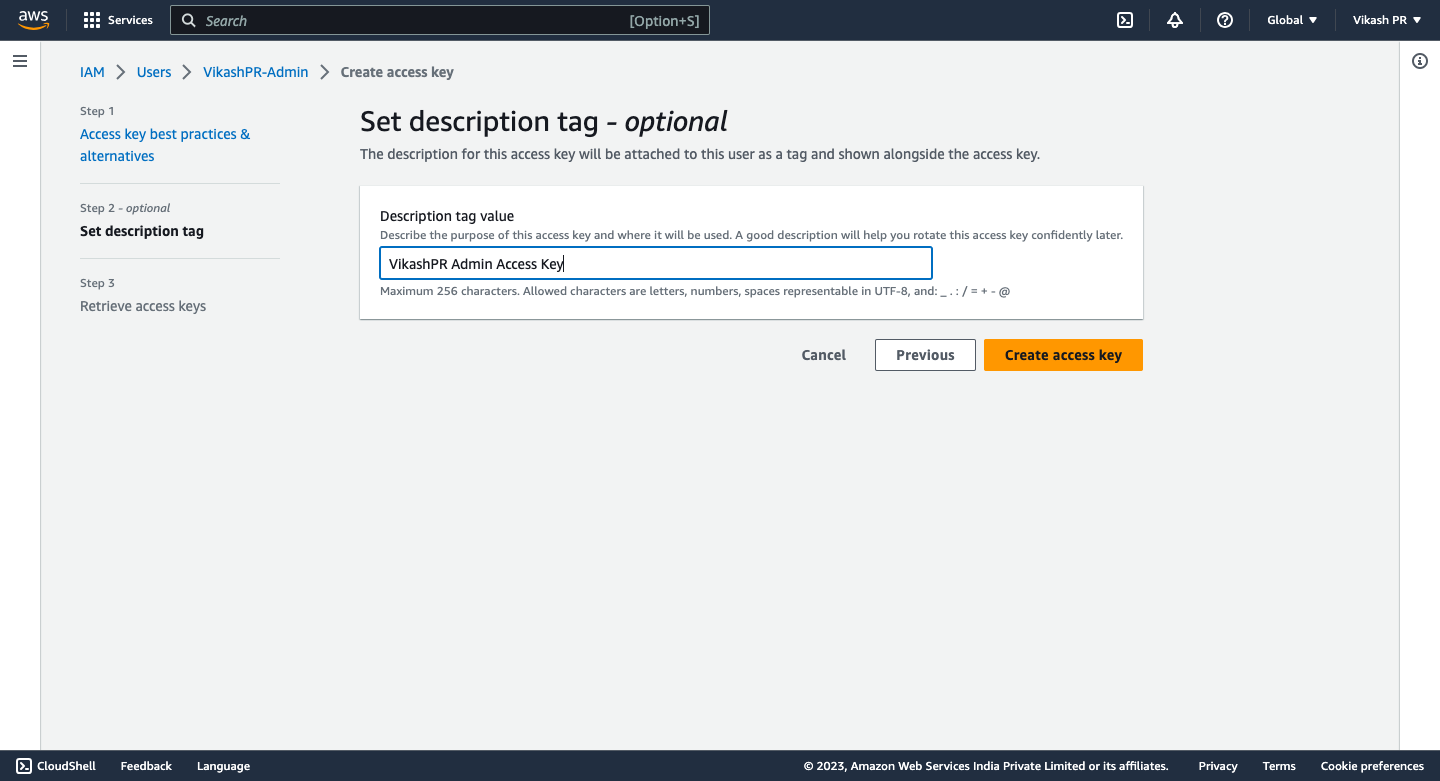 aws Services Search [Option+S] Global Vikash PR
IAM Users VikashPR-Admin Create access key
Step 1
Access key best practices &
alternatives
Step 2 - optional
Set description tag
Step 3
Retrieve access keys
Set description tag - optional
The description for this access key will be attached to this user as a tag and shown alongside the access key.
Description tag value
Describe the purpose of this access key and where it will be used. A good description will help you rotate this access key confidently later.
VikashPR Admin Access Key
Maximum 256 characters. Allowed characters are letters, numbers, spaces representable in UTF-8, and: _ . : / = + - @
Cancel Previous Create access key
CloudShell Feedback Language © 2023, Amazon Web Services India Private Limited or its affiliates. Privacy Terms Cookie preferences